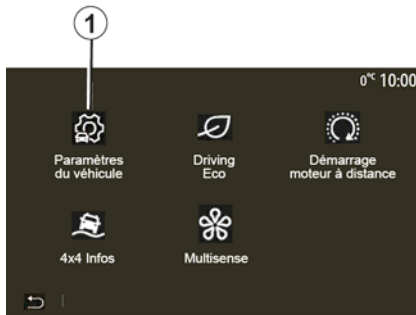 1
0°C 10:00
Paramètres
du véhicule
Driving
Eco
Démarrage
moteur à distance
4x4 Infos
Multisense